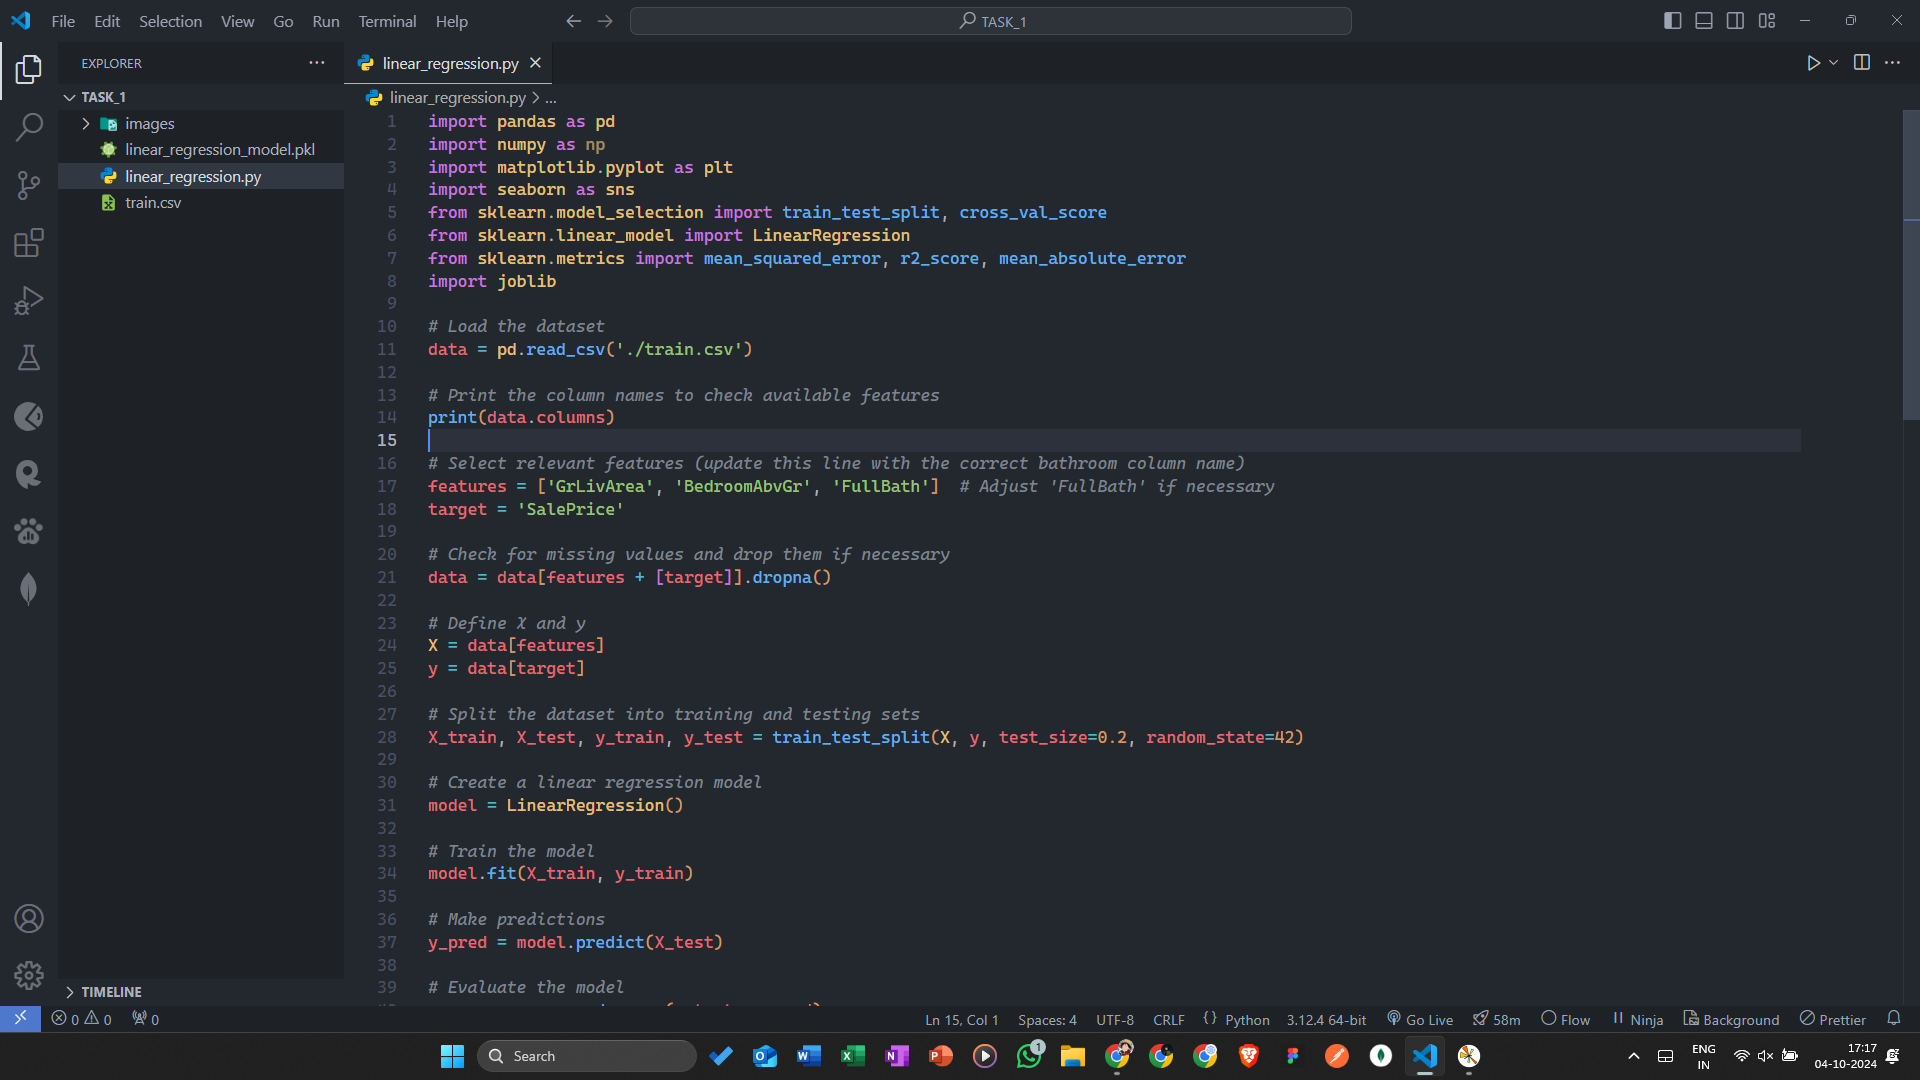 File Edit Selection View Go Run Terminal Help
TASK_1
EXPLORER
TASK_1
images
linear_regression_model.pkl
linear_regression.py
train.csv
TIMELINE
linear_regression.py
linear_regression.py > ...
1 import pandas as pd
2 import numpy as np
3 import matplotlib.pyplot as plt
4 import seaborn as sns
5 from sklearn.model_selection import train_test_split, cross_val_score
6 from sklearn.linear_model import LinearRegression
7 from sklearn.metrics import mean_squared_error, r2_score, mean_absolute_error
8 import joblib
9
10 # Load the dataset
11 data = pd.read_csv('./train.csv')
12
13 # Print the column names to check available features
14 print(data.columns)
15
16 # Select relevant features (update this line with the correct bathroom column name)
17 features = ['GrLivArea', 'BedroomAbvGr', 'FullBath']  # Adjust 'FullBath' if necessary
18 target = 'SalePrice'
19
20 # Check for missing values and drop them if necessary
21 data = data[features + [target]].dropna()
22
23 # Define X and y
24 X = data[features]
25 y = data[target]
26
27 # Split the dataset into training and testing sets
28 X_train, X_test, y_train, y_test = train_test_split(X, y, test_size=0.2, random_state=42)
29
30 # Create a linear regression model
31 model = LinearRegression()
32
33 # Train the model
34 model.fit(X_train, y_train)
35
36 # Make predictions
37 y_pred = model.predict(X_test)
38
39 # Evaluate the model
0 0 0 Ln 15, Col 1 Spaces: 4 UTF-8 CRLF {} Python 3.12.4 64-bit Go Live 58m Flow Ninja Background Prettier
Search 1 ENG 17:17
IN 04-10-2024